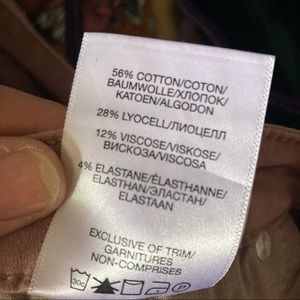 56% COTTON/COTON/
BAUMWOLLE/ХЛОПОК/
KATOEN/ALGODON
28% LYOCELL/ЛИОЦЕЛЛ
12% VISCOSE/VISKOSE/
ВИСКОЗА/VISCOSA
4% ELASTANE/ÉLASTHANNE/
ELASTHAN/ЭЛАСТАН/
ELASTAAN
EXCLUSIVE OF TRIM/
GARNITURES
NON-COMPRISES
30C